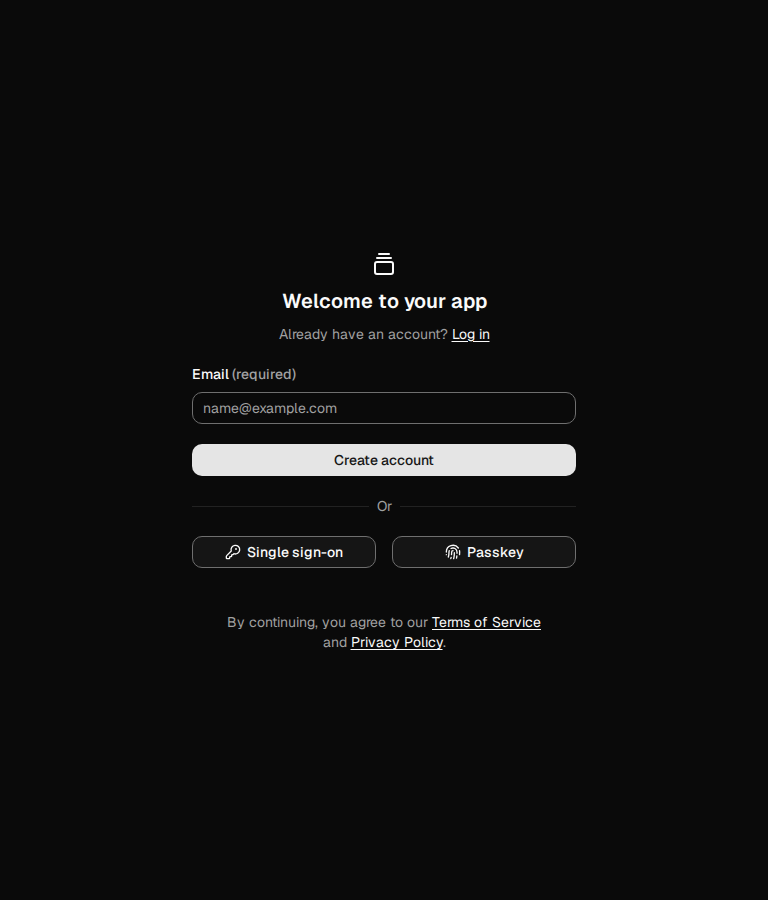 Welcome to your app
Already have an account? Log in
Email (required)
name@example.com
Create account
Or
Single sign-on
Passkey
By continuing, you agree to our Terms of Service
and Privacy Policy.